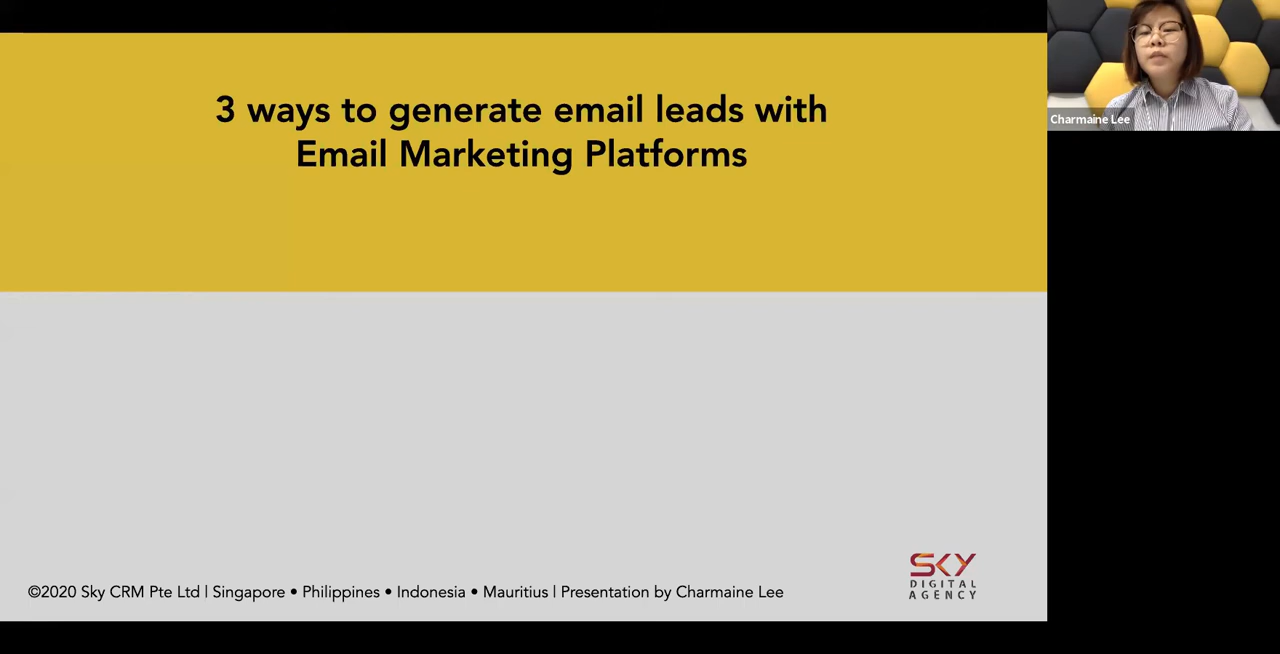 3 ways to generate email leads with
Email Marketing Platforms
Charmaine Lee
©2020 Sky CRM Pte Ltd | Singapore • Philippines • Indonesia • Mauritius | Presentation by Charmaine Lee
SKY
DIGITAL
AGENCY